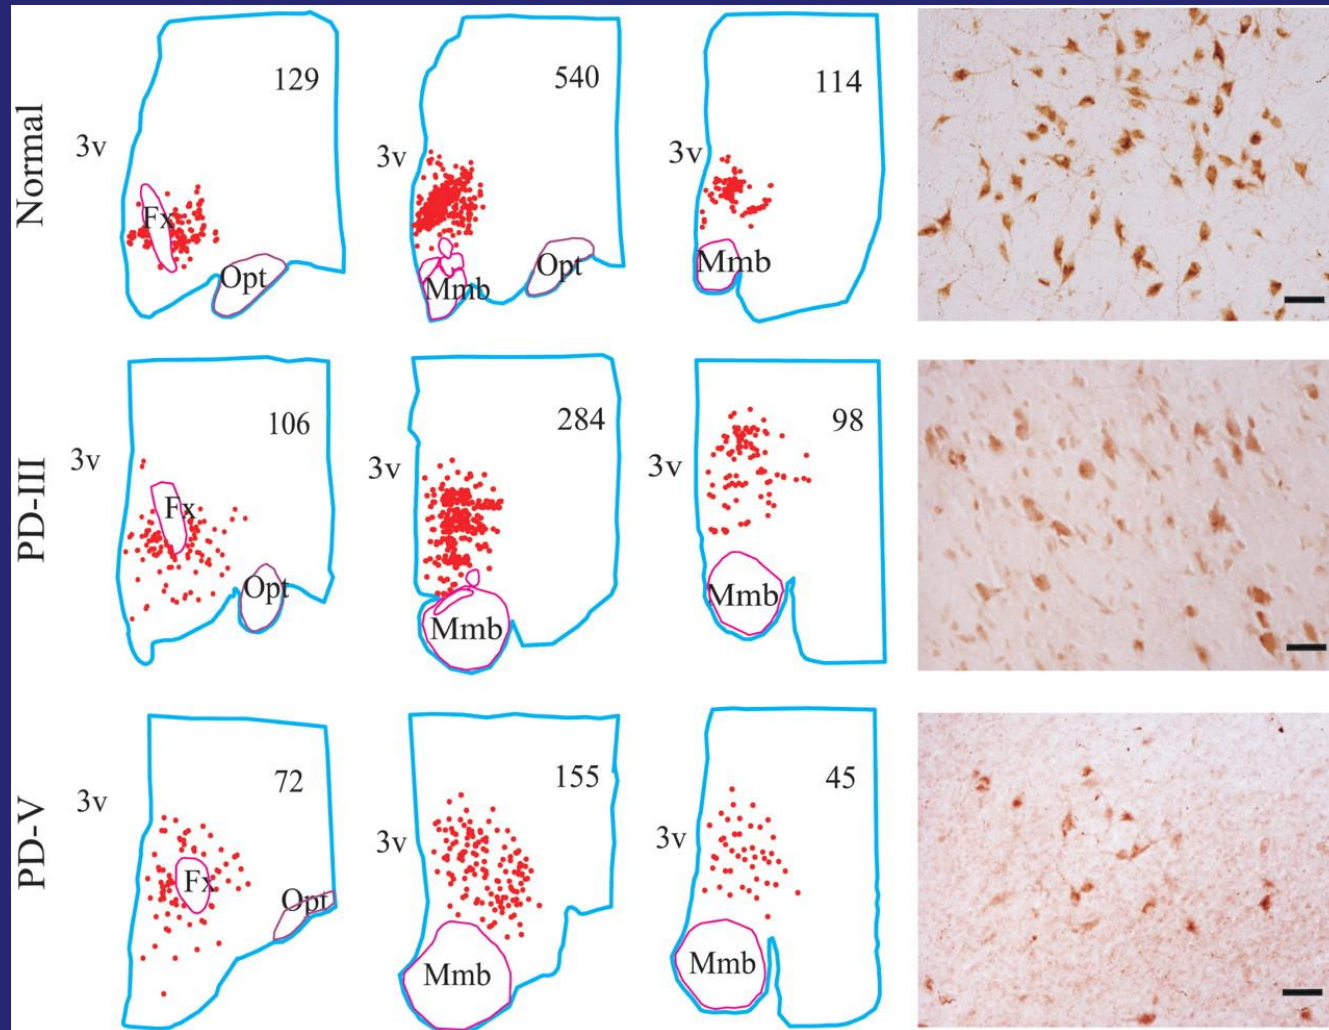 Normal
129
3v
Fx
Opt
540
3v
Mmb
Opt
114
3v
Mmb
PD-III
106
3v
Fx
Opt
284
3v
Mmb
98
3v
Mmb
PD-V
72
3v
Fx
Opt
155
3v
Mmb
45
3v
Mmb